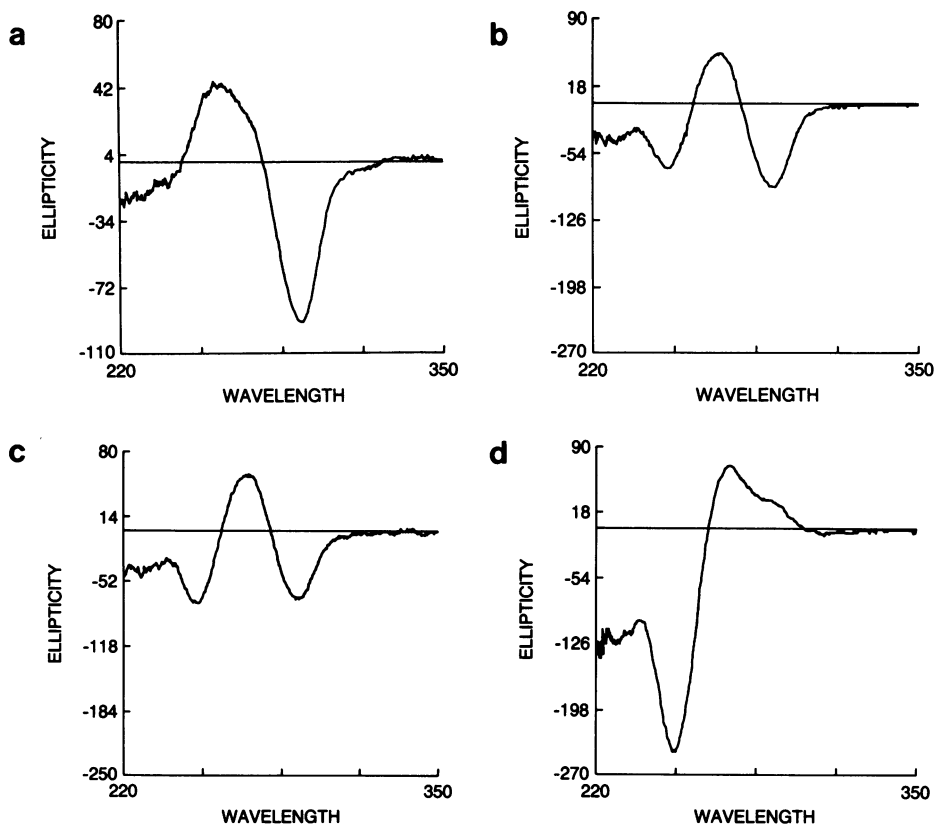 a
80
42
4
-34
-72
-110
ELLIPTICITY
220
350
WAVELENGTH
b
90
18
-54
-126
-198
-270
ELLIPTICITY
220
350
WAVELENGTH
c
80
14
-52
-118
-184
-250
ELLIPTICITY
220
350
WAVELENGTH
d
90
18
-54
-126
-198
-270
ELLIPTICITY
220
350
WAVELENGTH